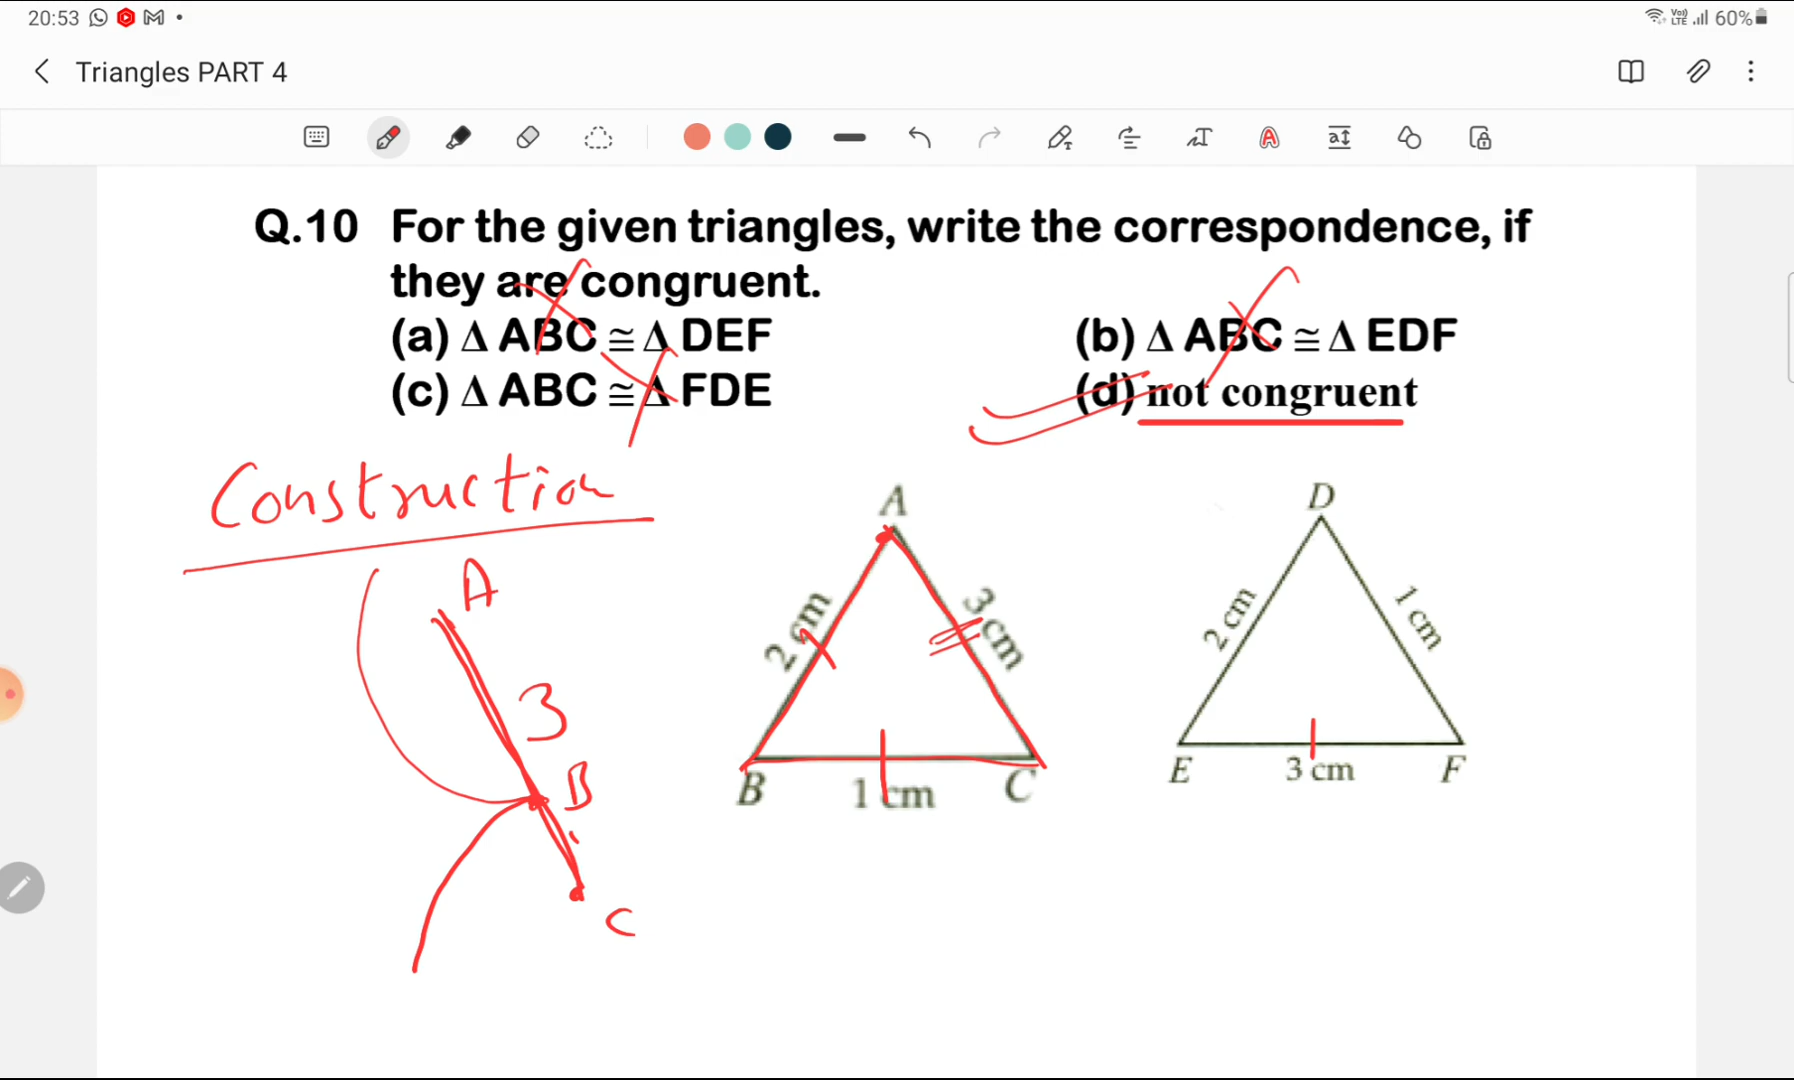 20:53
60%
Triangles PART 4
Q.10 For the given triangles, write the correspondence, if
they are congruent.
(a) Δ ABC ≅ Δ DEF (b) Δ ABC ≅ Δ EDF
(c) Δ ABC ≅ Δ FDE (d) not congruent
Construction
A
3
B
C
A
2 cm
3 cm
B 1 cm C
D
2 cm
1 cm
E 3 cm F